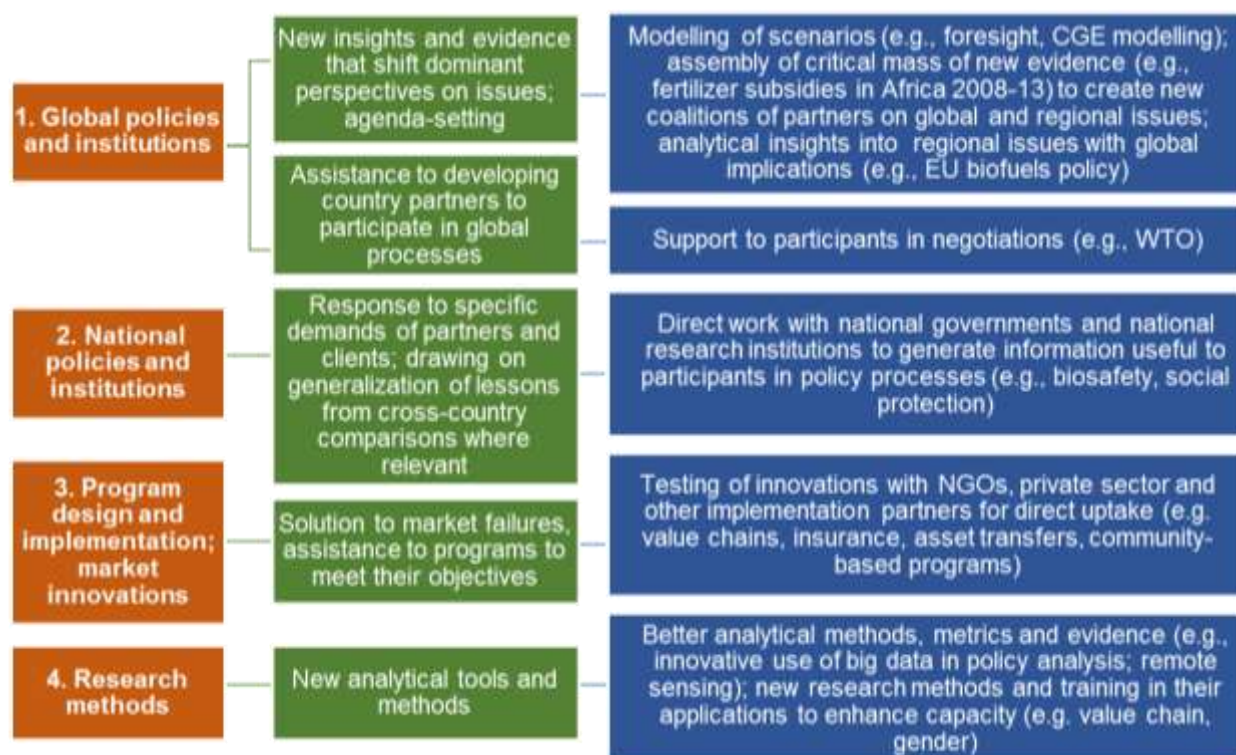 1. Global policies
and institutions
New insights and evidence
that shift dominant
perspectives on issues;
agenda-setting
Modelling of scenarios (e.g., foresight, CGE modelling);
assembly of critical mass of new evidence (e.g.,
fertilizer subsidies in Africa 2008-13) to create new
coalitions of partners on global and regional issues;
analytical insights into regional issues with global
implications (e.g., EU biofuels policy)
Assistance to developing
country partners to
participate in global
processes
Support to participants in negotiations (e.g., WTO)
2. National
policies and
institutions
Response to specific
demands of partners and
clients; drawing on
generalization of lessons
from cross-country
comparisons where
relevant
Direct work with national governments and national
research institutions to generate information useful to
participants in policy processes (e.g., biosafety, social
protection)
3. Program
design and
implementation;
market
innovations
Solution to market failures,
assistance to programs to
meet their objectives
Testing of innovations with NGOs, private sector and
other implementation partners for direct uptake (e.g.
value chains, insurance, asset transfers, community-
based programs)
4. Research
methods
New analytical tools and
methods
Better analytical methods, metrics and evidence (e.g.,
innovative use of big data in policy analysis; remote
sensing); new research methods and training in their
applications to enhance capacity (e.g. value chain,
gender)